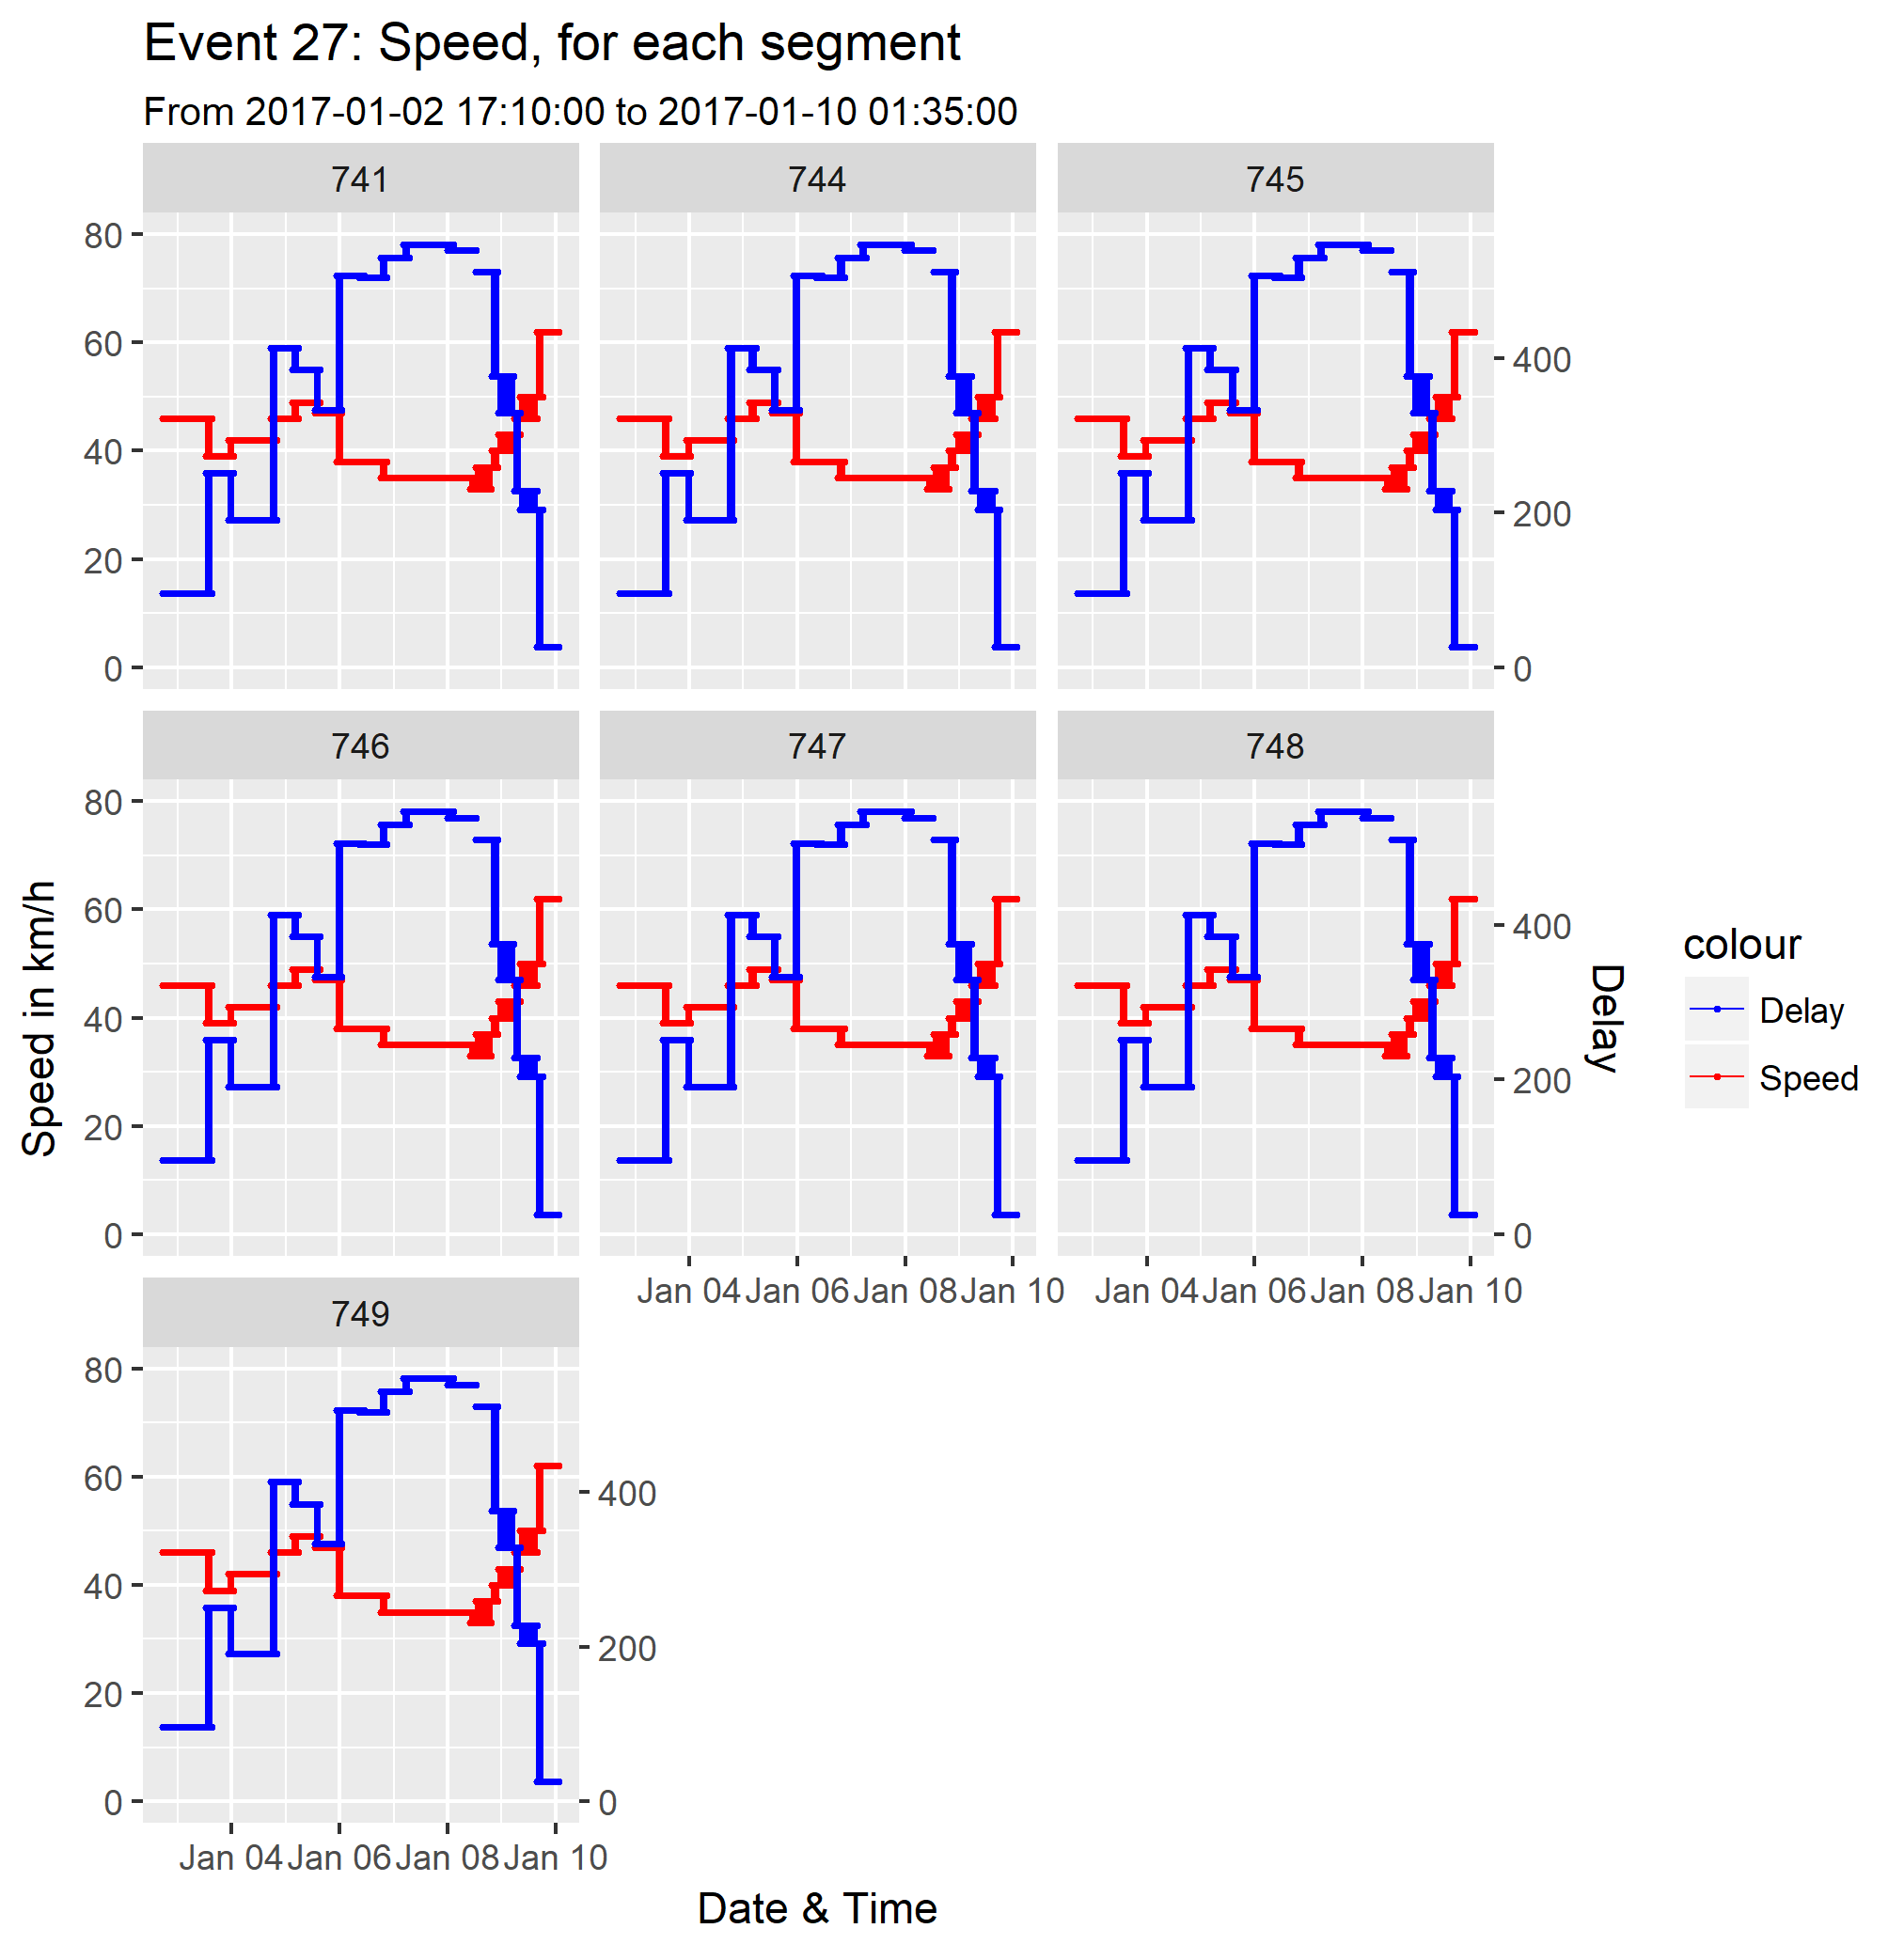 Event 27: Speed, for each segment
From 2017-01-02 17:10:00 to 2017-01-10 01:35:00
741 744 745
80
60
40
20
0
400
200
0
746 747 748
80
60
40
20
0
400
200
0
Jan 04 Jan 06 Jan 08 Jan 10
Jan 04 Jan 06 Jan 08 Jan 10
749
80
60
40
20
0
400
200
0
Jan 04 Jan 06 Jan 08 Jan 10
Date & Time
Speed in km/h
Delay
colour
Delay
Speed